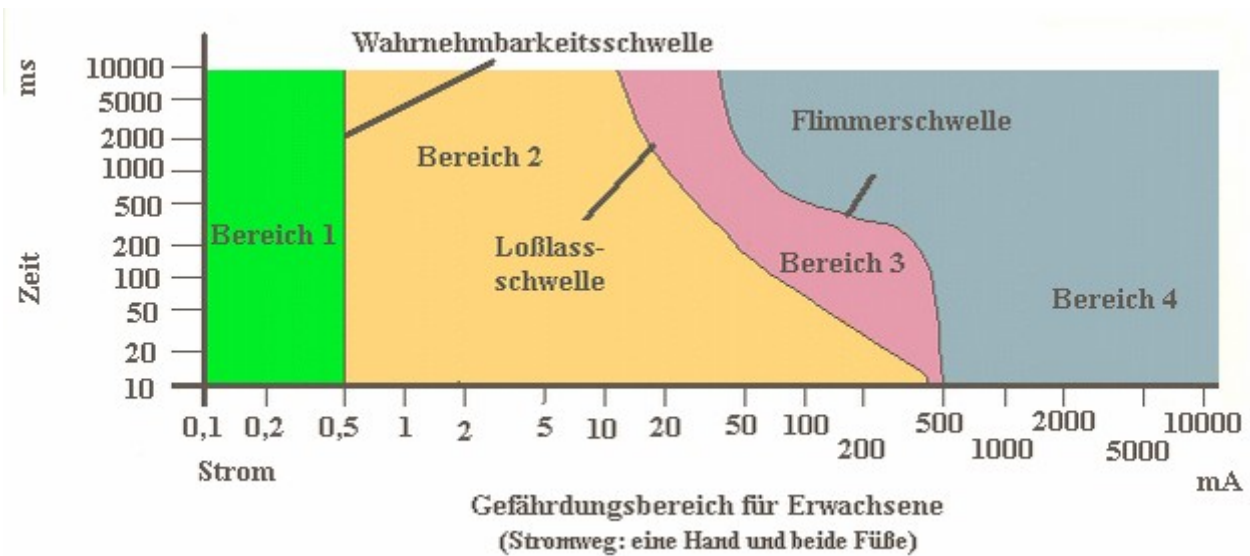 Wahrnehmbarkeitsschwelle
ms
10000
5000
2000
1000
500
200
100
50
20
10
Zeit
Flimmerschwelle
Bereich 2
Bereich 1
Loßlass-
schwelle
Bereich 3
Bereich 4
0,1 0,2 0,5 1 2 5 10 20 50 100 200 500 1000 2000 5000 10000
Strom
mA
Gefährdungsbereich für Erwachsene
(Stromweg: eine Hand und beide Füße)